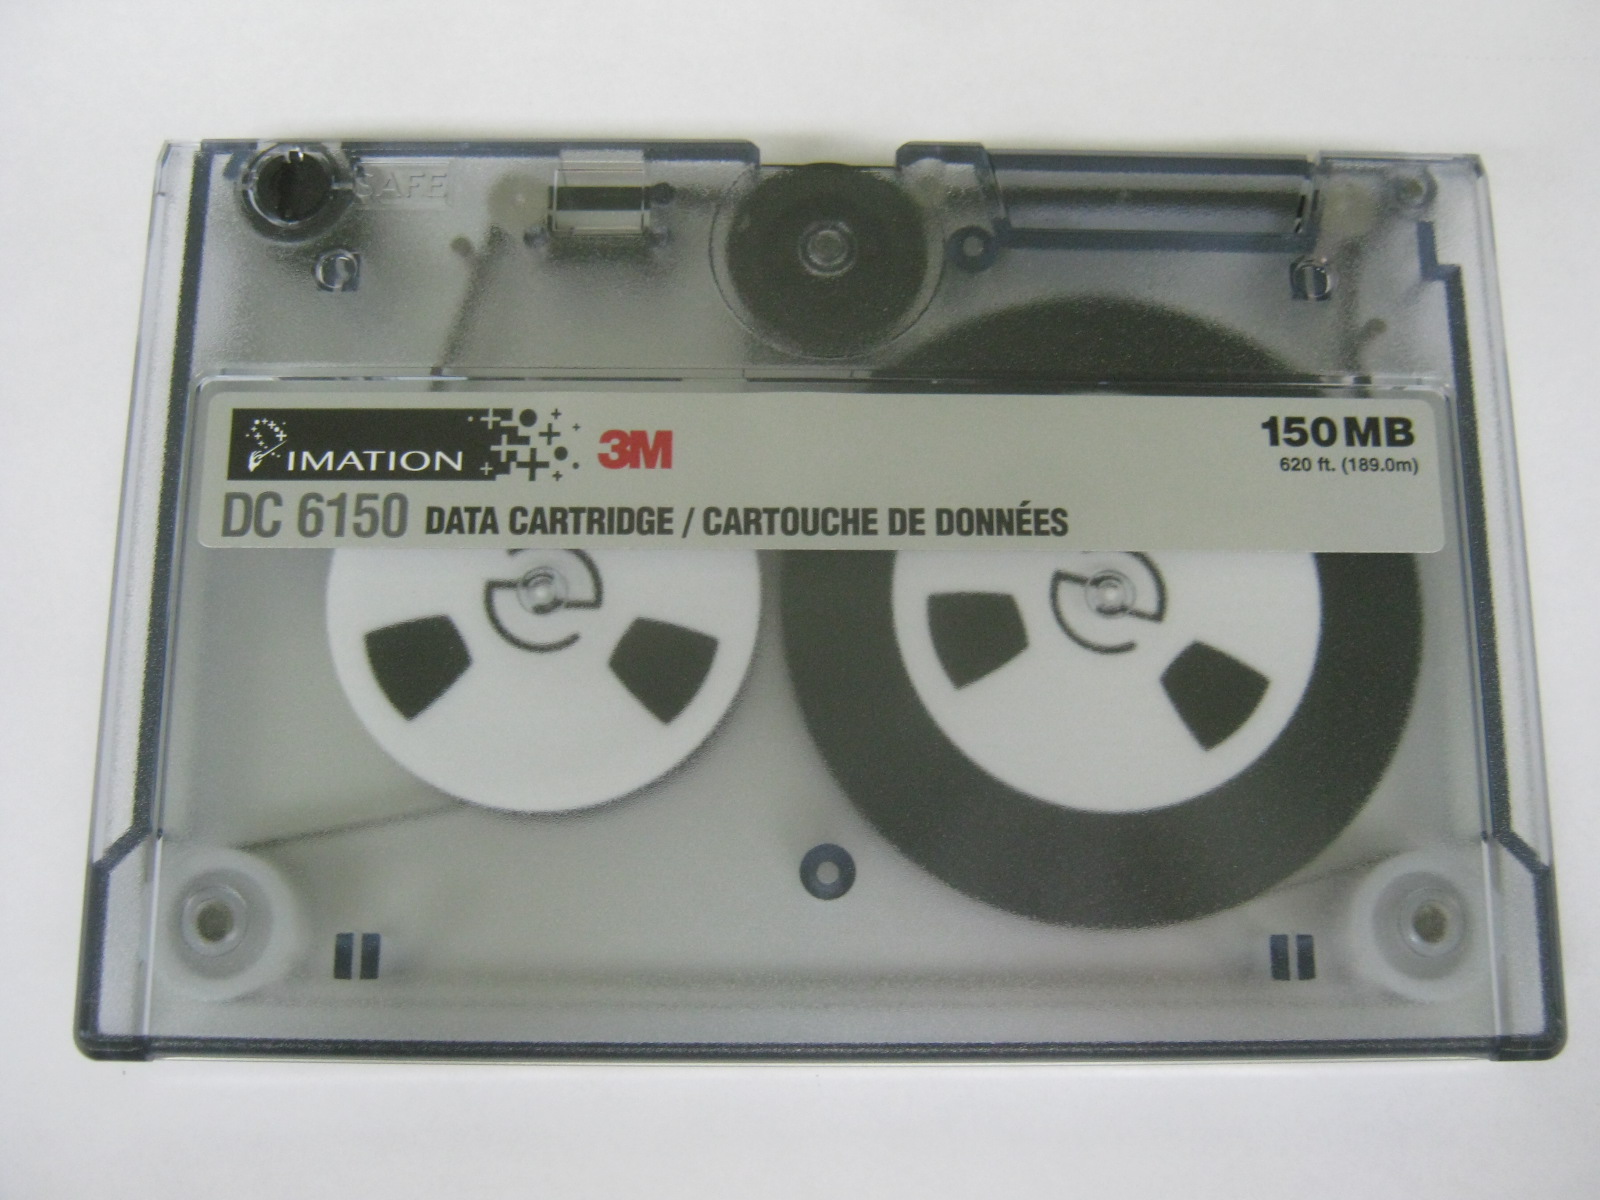 SAFE
IMATION 3M
150 MB
620 ft. (189.0m)
DC 6150 DATA CARTRIDGE / CARTOUCHE DE DONNÉES